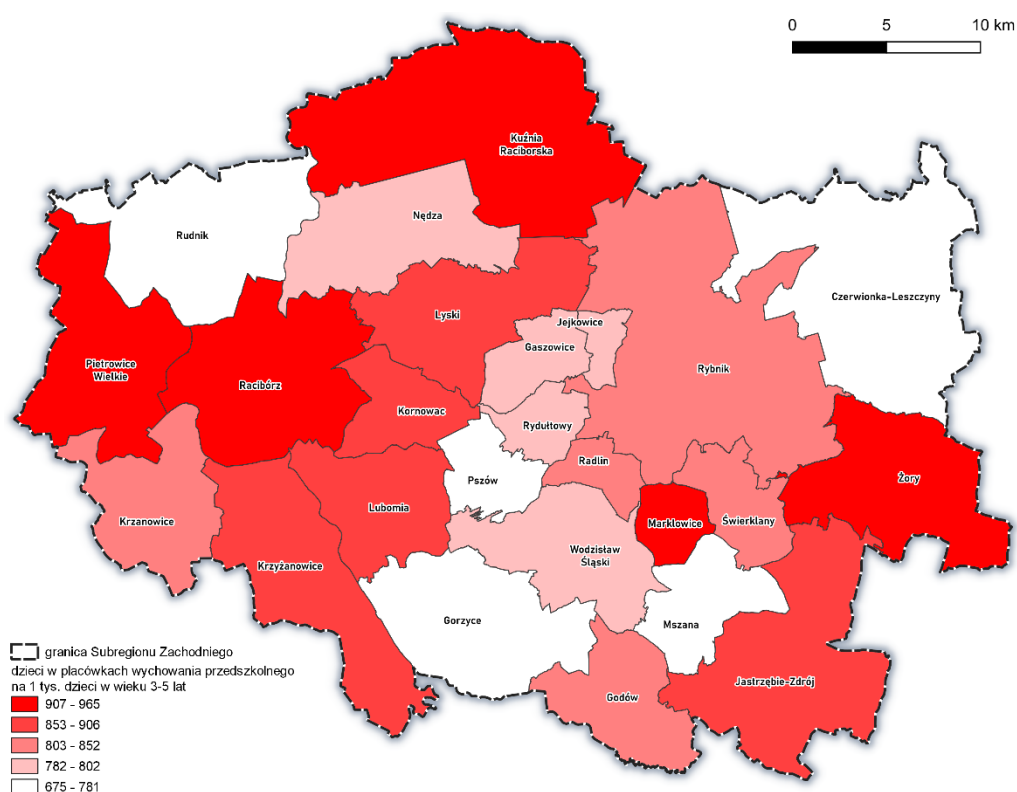 0 5 10 km
Kuźnia
Raciborska
Nędza
Rudnik
Czerwionka-Leszczyny
Lyski
Jejkowice
Gaszowice
Pietrowice
Wielkie
Racibórz
Rybnik
Kornowac
Rydułtowy
Radlin
Pszów
Żory
Krzanowice
Lubomia
Marklowice
Świerklany
Wodzisław
Śląski
Krzyżanowice
Gorzyce
Mszana
Jastrzębie-Zdrój
Godów
granica Subregionu Zachodniego
dzieci w placówkach wychowania przedszkolnego
na 1 tys. dzieci w wieku 3-5 lat
907 - 965
853 - 906
803 - 852
782 - 802
675 - 781